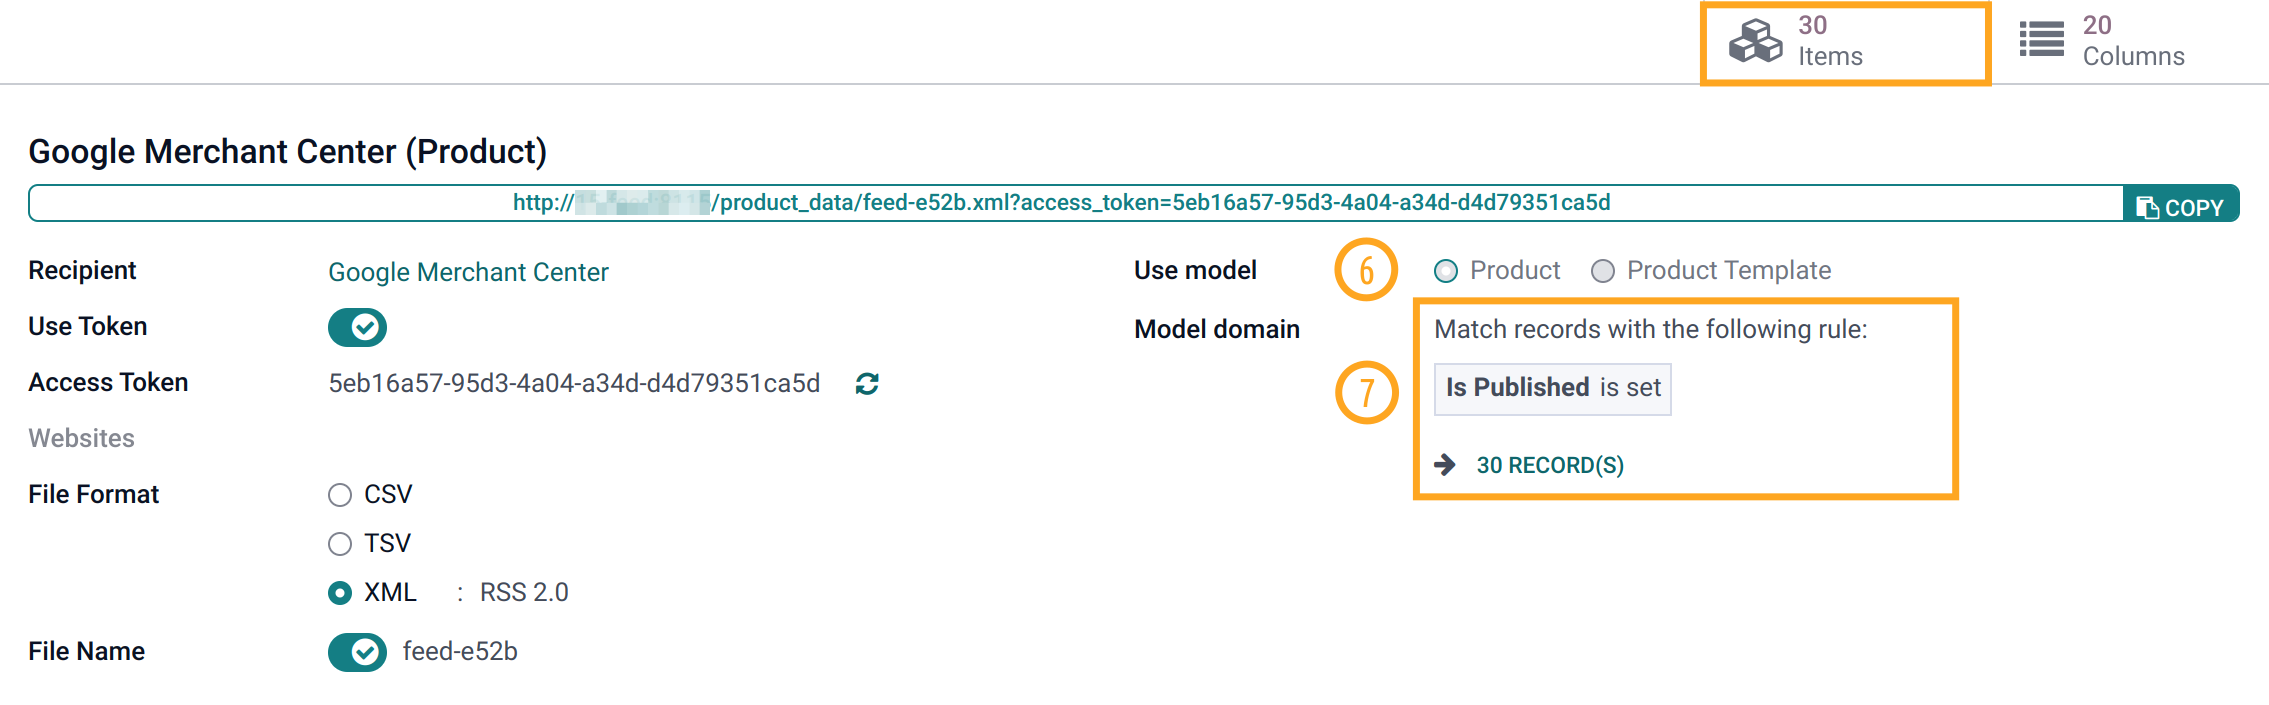 30
Items
20
Columns
Google Merchant Center (Product)
http:// /product_data/feed-e52b.xml?access_token=5eb16a57-95d3-4a04-a34d-d4d79351ca5d
COPY
Recipient Google Merchant Center
Use Token
Access Token 5eb16a57-95d3-4a04-a34d-d4d79351ca5d
Websites
File Format CSV
TSV
XML : RSS 2.0
File Name feed-e52b
Use model 6 Product Product Template
Model domain Match records with the following rule:
7 Is Published is set
30 RECORD(S)